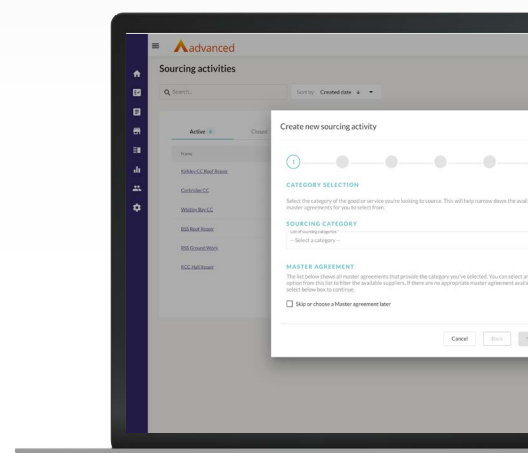 advanced
Sourcing activities
Search...
Sort by Created date
Active 6
Closed
Name
Kirkley CC Roof Repair
Corbridge CC
Whitley Bay CC
BSS Roof Repair
BSS Ground Work
KCC Hall Repair
Create new sourcing activity
1
CATEGORY SELECTION
Select the category of the good or service you're looking to source. This will help narrow down the avail
master agreements for you to select from.
SOURCING CATEGORY
List of sourcing categories *
-- Select a category --
MASTER AGREEMENT
The list below shows all master agreements that provide the category you've selected. You can select an
option from this list to filter the available suppliers. If there are no appropriate master agreement availa
select below box to continue.
Skip or choose a Master agreement later
Cancel
Back